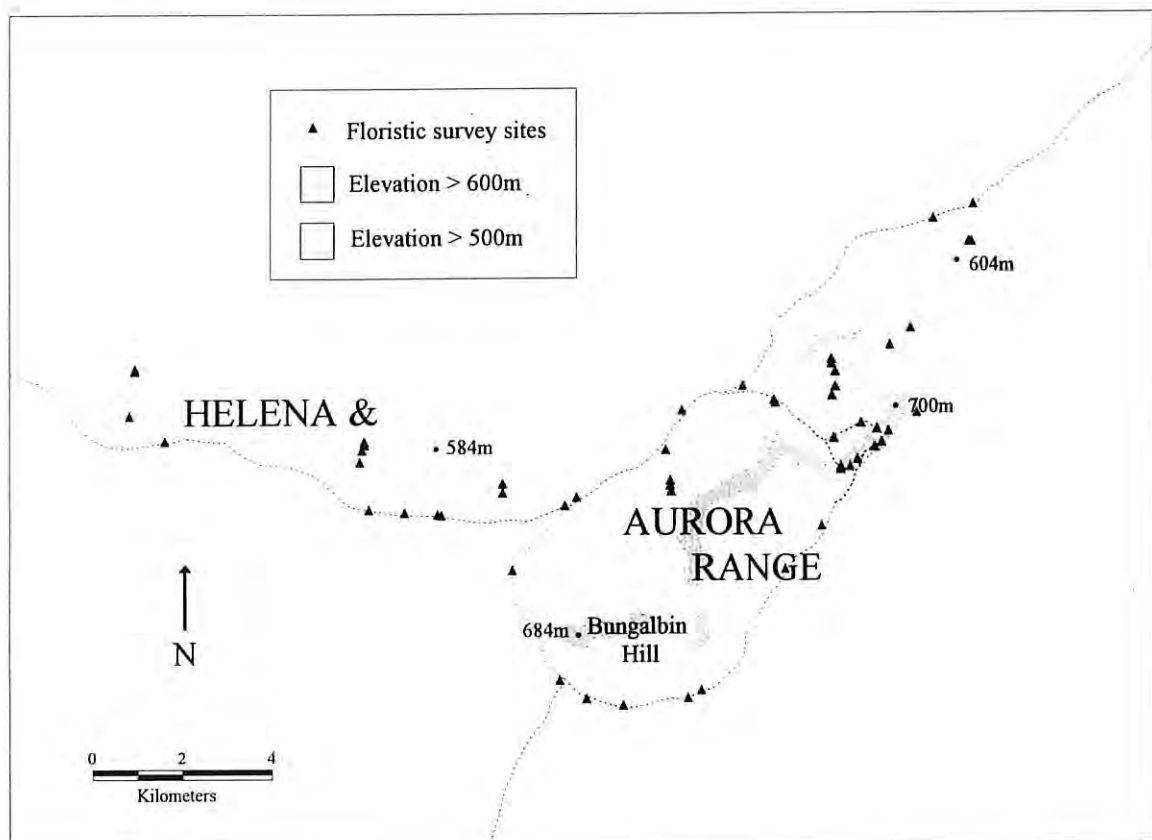 Floristic survey sites
Elevation > 600m
Elevation > 500m
604m
700m
HELENA &
584m
AURORA
RANGE
684m
Bungalbin
Hill
N
0 2 4
Kilometers